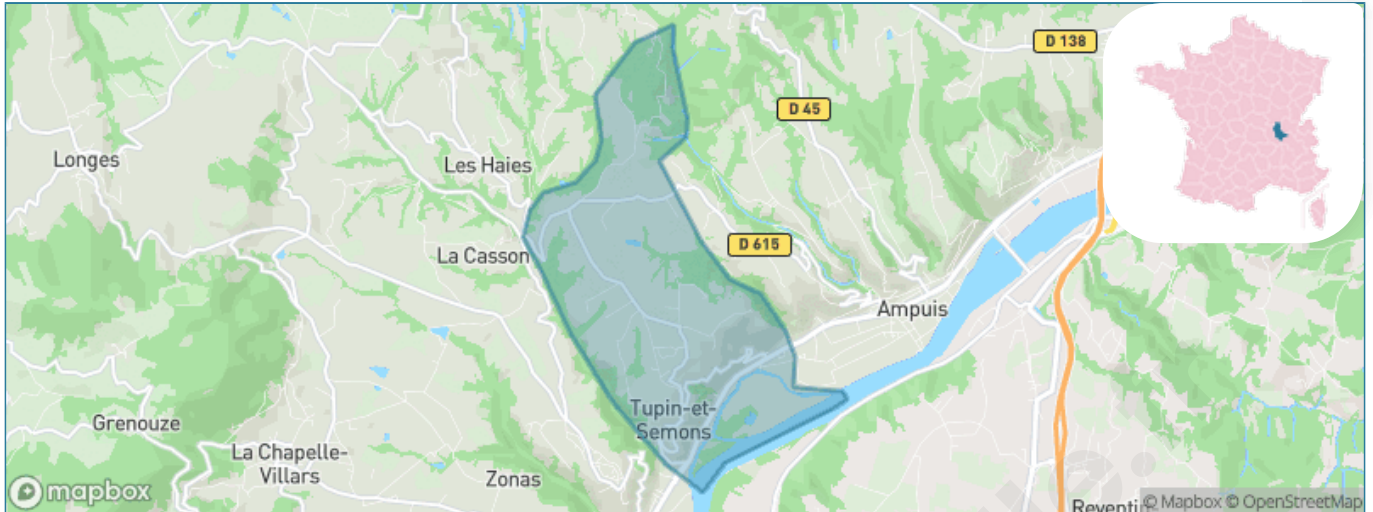 D 138
D 45
Longes
Les Haies
D 615
La Casson
Ampuis
Tupin-et-
Semons
Grenouze
La Chapelle-
Villars
Zonas
mapbox
© Mapbox © OpenStreetMap